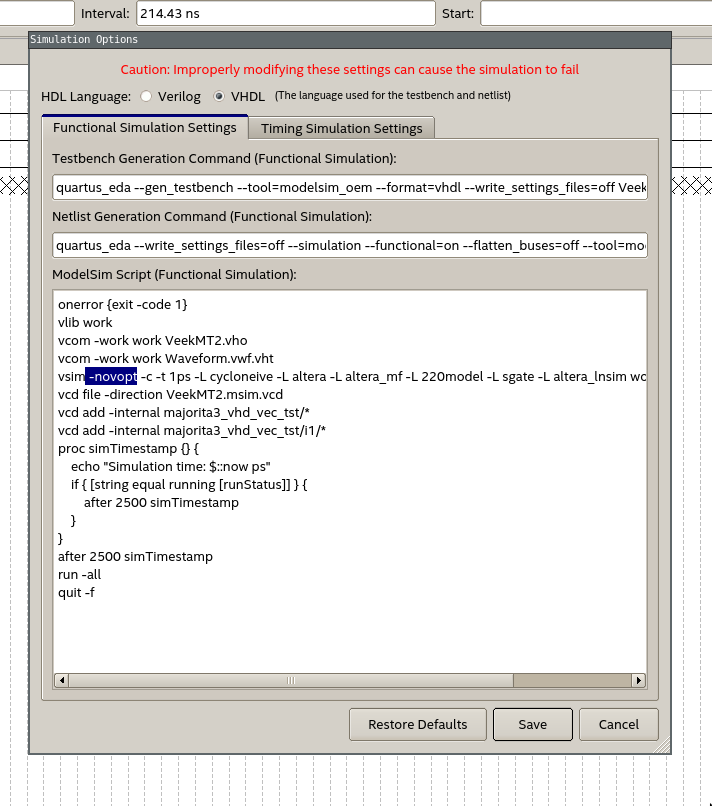 Interval: 214.43 ns Start:
Simulation Options
Caution: Improperly modifying these settings can cause the simulation to fail
HDL Language: Verilog VHDL (The language used for the testbench and netlist)
Functional Simulation Settings Timing Simulation Settings
Testbench Generation Command (Functional Simulation):
quartus_eda --gen_testbench --tool=modelsim_oem --format=vhdl --write_settings_files=off Veek
Netlist Generation Command (Functional Simulation):
quartus_eda --write_settings_files=off --simulation --functional=on --flatten_buses=off --tool=mo
ModelSim Script (Functional Simulation):
onerror {exit -code 1}
vlib work
vcom -work work VeekMT2.vho
vcom -work work Waveform.vwf.vht
vsim -novopt -c -t 1ps -L cycloneive -L altera -L altera_mf -L 220model -L sgate -L altera_lnsim wo
vcd file -direction VeekMT2.msim.vcd
vcd add -internal majorita3_vhd_vec_tst/*
vcd add -internal majorita3_vhd_vec_tst/i1/*
proc simTimestamp {} {
echo "Simulation time: $::now ps"
if { [string equal running [runStatus]] } {
after 2500 simTimestamp
}
}
after 2500 simTimestamp
run -all
quit -f
Restore Defaults Save Cancel